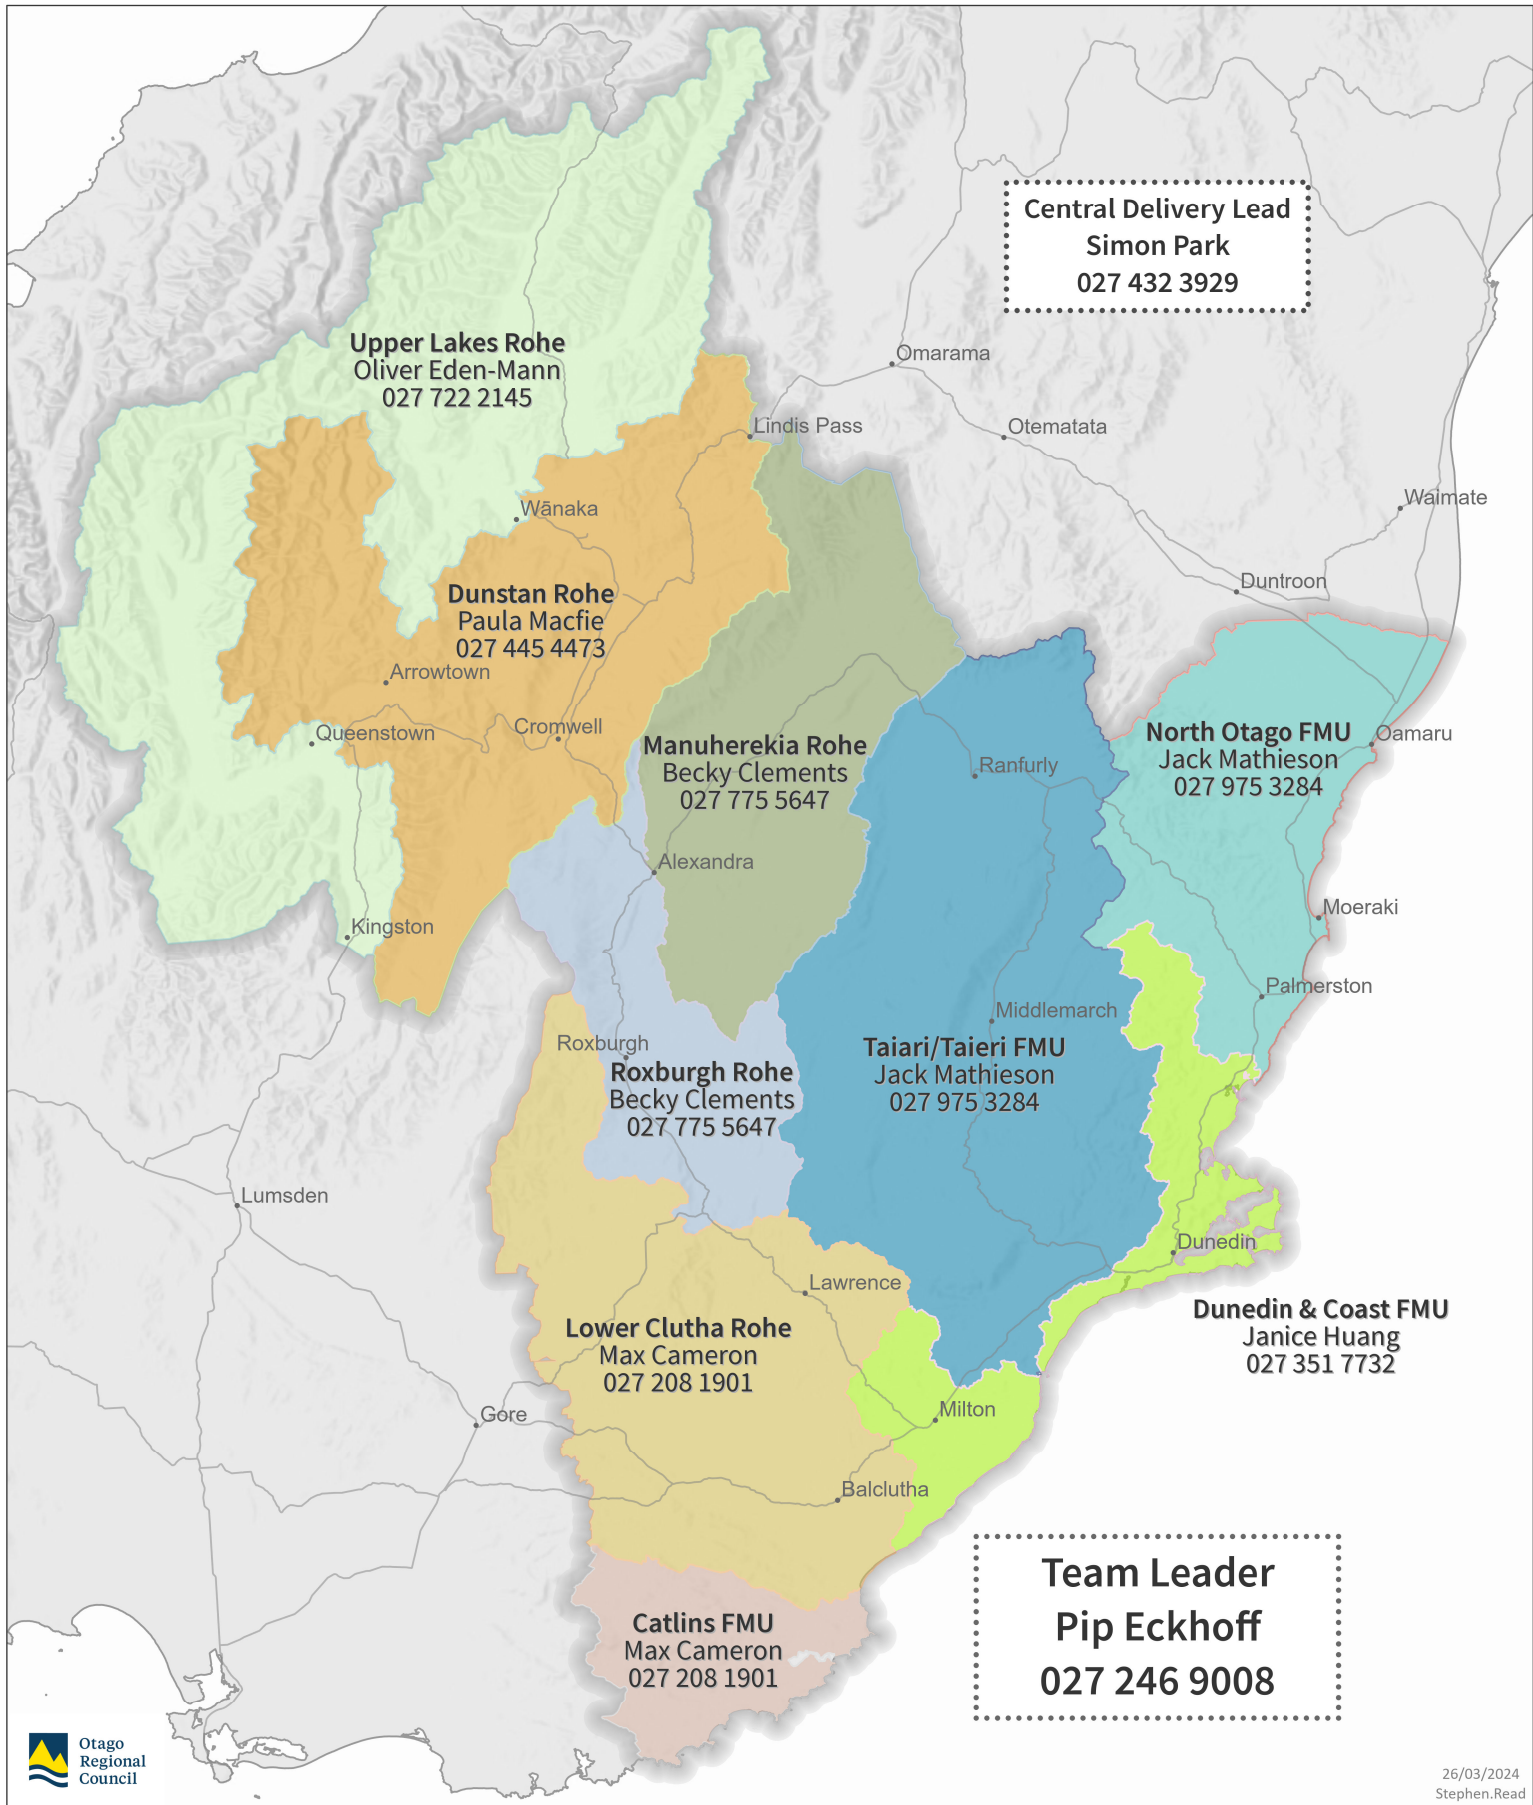 Central Delivery Lead
Simon Park
027 432 3929
Upper Lakes Rohe
Oliver Eden-Mann
027 722 2145
Omarama
Lindis Pass
Otematata
Waimate
Wānaka
Duntroon
Dunstan Rohe
Paula Macfie
027 445 4473
Arrowtown
Queenstown
Cromwell
Manuherekia Rohe
Becky Clements
027 775 5647
Ranfurly
North Otago FMU
Jack Mathieson
027 975 3284
Oamaru
Alexandra
Moeraki
Kingston
Palmerston
Middlemarch
Roxburgh
Roxburgh Rohe
Becky Clements
027 775 5647
Taiari/Taieri FMU
Jack Mathieson
027 975 3284
Lumsden
Dunedin
Lawrence
Dunedin & Coast FMU
Janice Huang
027 351 7732
Lower Clutha Rohe
Max Cameron
027 208 1901
Gore
Milton
Balclutha
Team Leader
Pip Eckhoff
027 246 9008
Catlins FMU
Max Cameron
027 208 1901
Otago
Regional
Council
26/03/2024
Stephen.Read